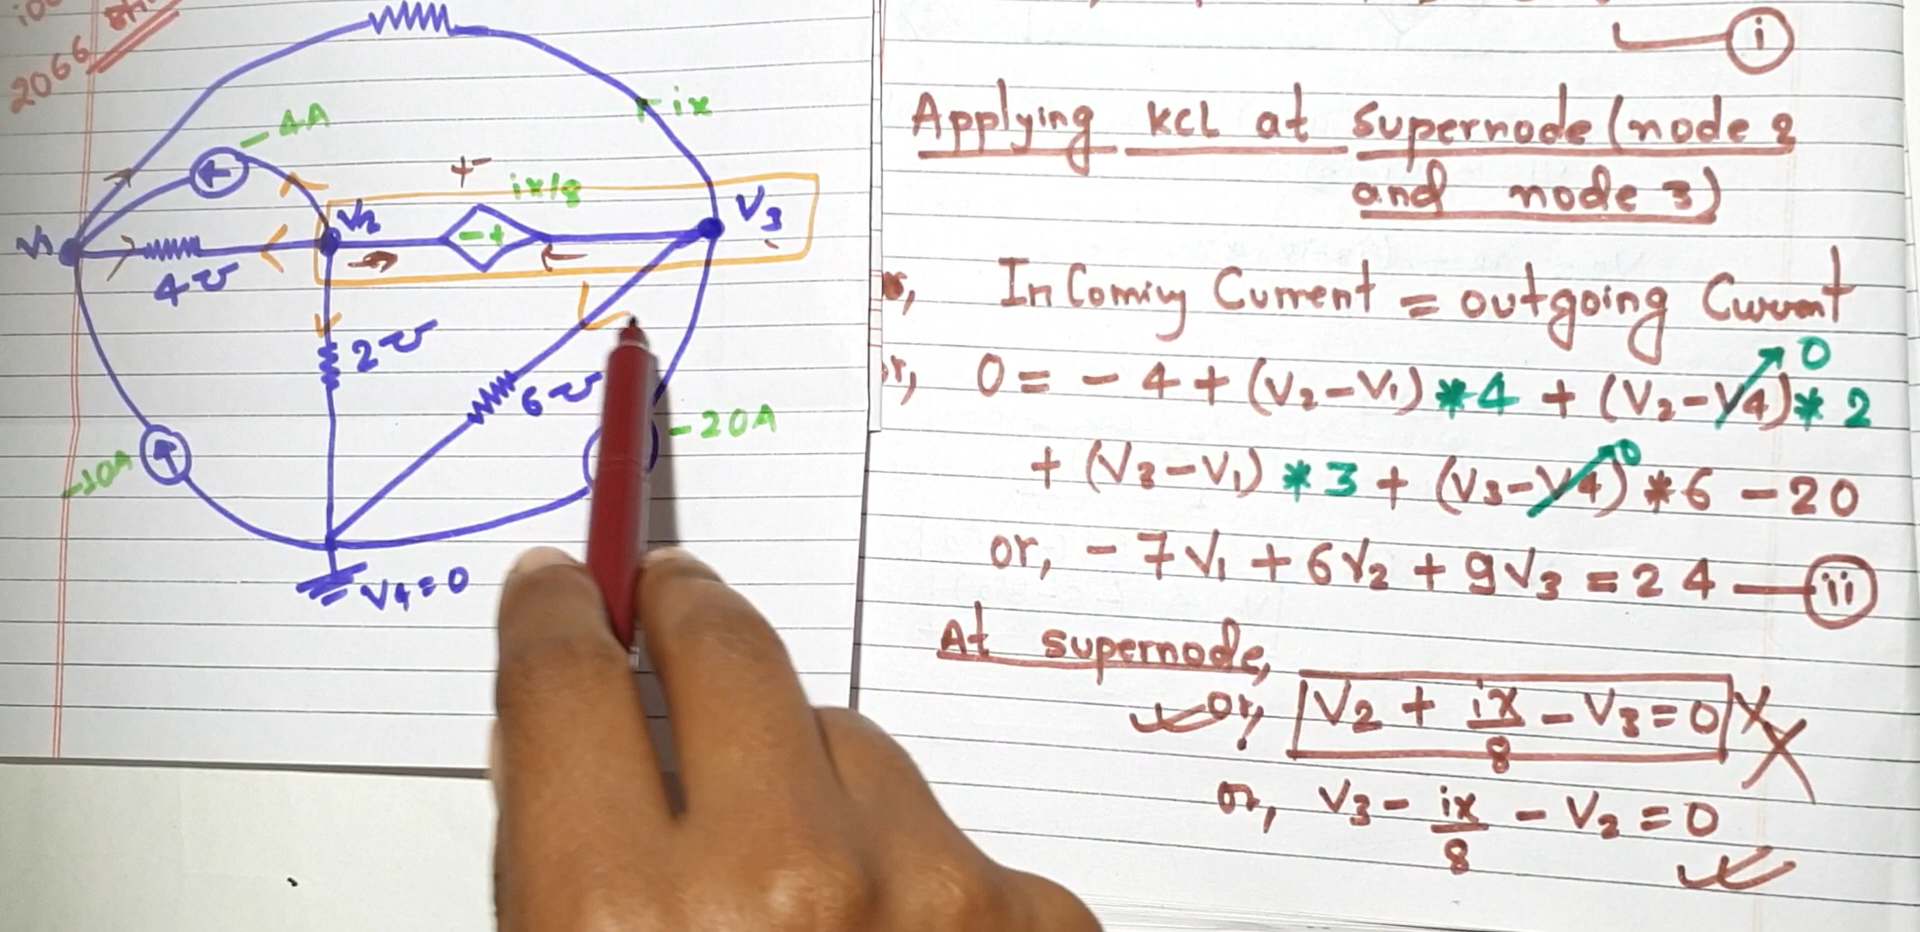 2066
ix
-4A
+-
ix/8
V1
V2
V3
-+
4℧
2℧
6℧
-10A
-20A
V4=0
i
Applying KCL at supernode (node 2
and node 3)
InComing Current = outgoing Current
or, 0 = - 4 + (V2-V1) *4 + (V2-V4)* 2
0
+ (V3-V1) *3 + (V3-V4) *6 - 20
0
or, - 7V1 + 6V2 + 9V3 = 24 ii
At supernode,
or, V2 + ix/8 - V3 = 0
or, V3 - ix/8 - V2 = 0